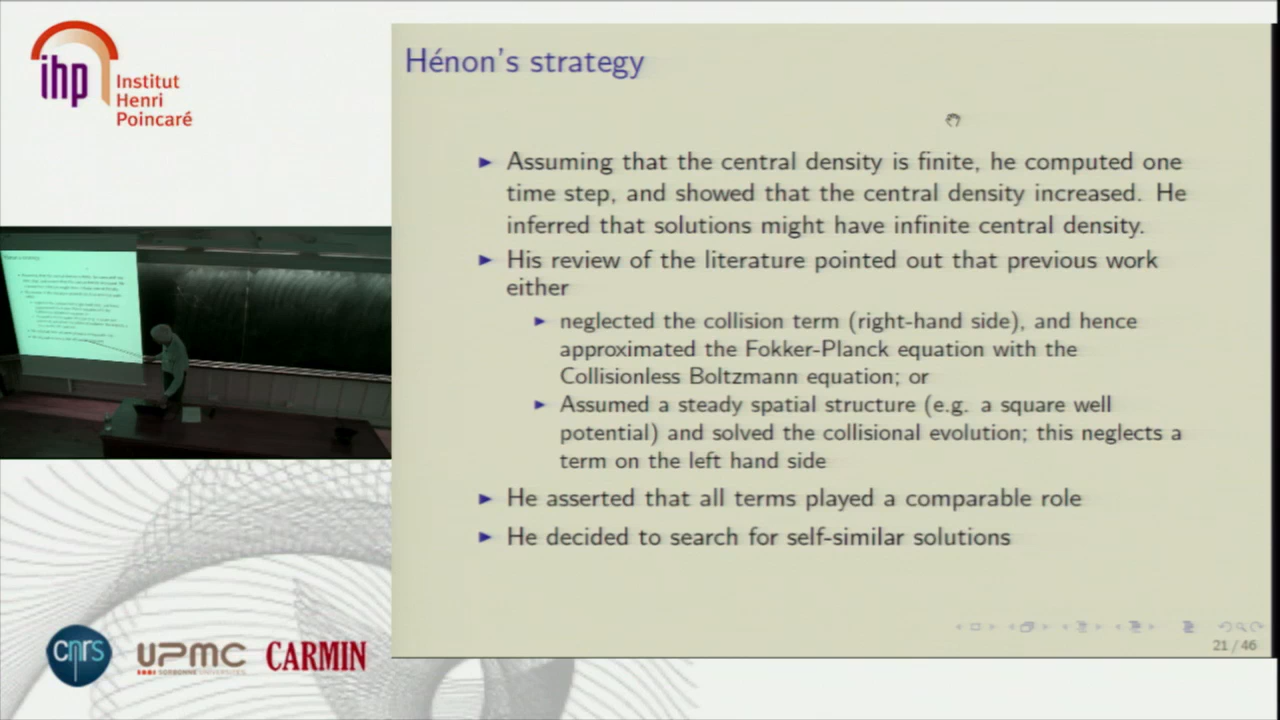 ihp
Institut
Henri
Poincaré
Hénon's strategy
Assuming that the central density is finite, he computed one
time step, and showed that the central density increased. He
inferred that solutions might have infinite central density.
His review of the literature pointed out that previous work
either
neglected the collision term (right-hand side), and hence
approximated the Fokker-Planck equation with the
Collisionless Boltzmann equation; or
Assumed a steady spatial structure (e.g. a square well
potential) and solved the collisional evolution; this neglects a
term on the left hand side
He asserted that all terms played a comparable role
He decided to search for self-similar solutions
21 / 46
cnrs
UPMC
SORBONNE UNIVERSITÉS
CARMIN